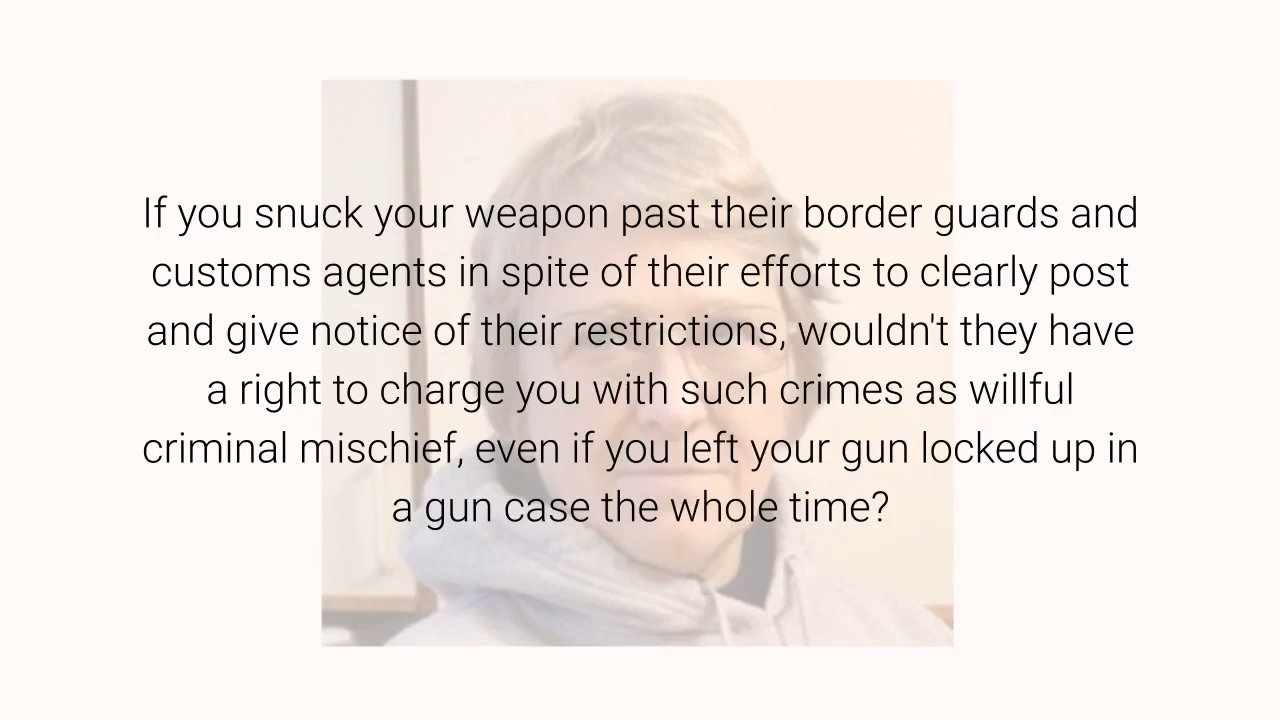 If you snuck your weapon past their border guards and
customs agents in spite of their efforts to clearly post
and give notice of their restrictions, wouldn't they have
a right to charge you with such crimes as willful
criminal mischief, even if you left your gun locked up in
a gun case the whole time?